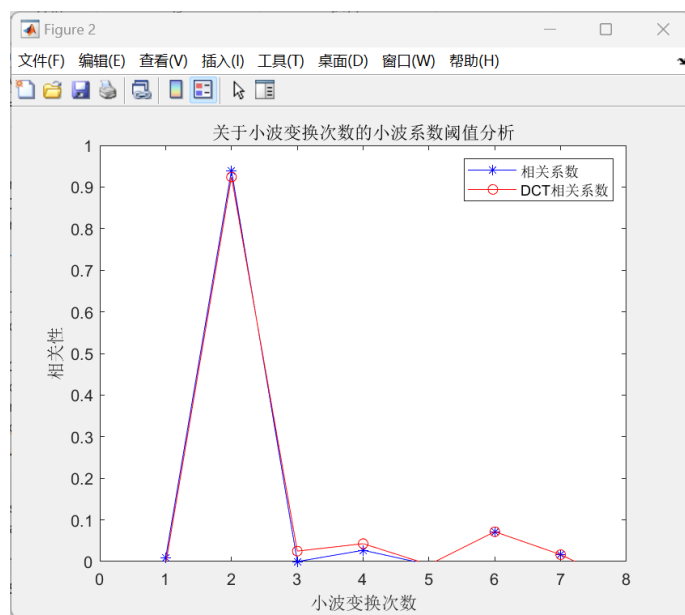 Figure 2
文件(F) 编辑(E) 查看(V) 插入(I) 工具(T) 桌面(D) 窗口(W) 帮助(H)
关于小波变换次数的小波系数阈值分析
相关系数
DCT相关系数
相关性
1
0.9
0.8
0.7
0.6
0.5
0.4
0.3
0.2
0.1
0
0 1 2 3 4 5 6 7 8
小波变换次数